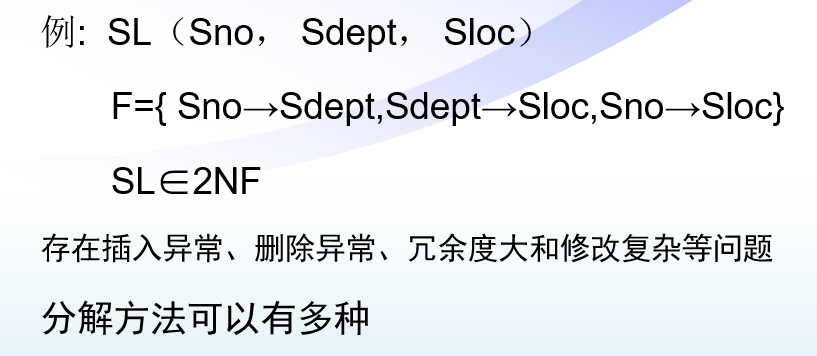 例: SL（Sno， Sdept， Sloc）
F={ Sno→Sdept,Sdept→Sloc,Sno→Sloc}
SL∈2NF
存在插入异常、删除异常、冗余度大和修改复杂等问题
分解方法可以有多种